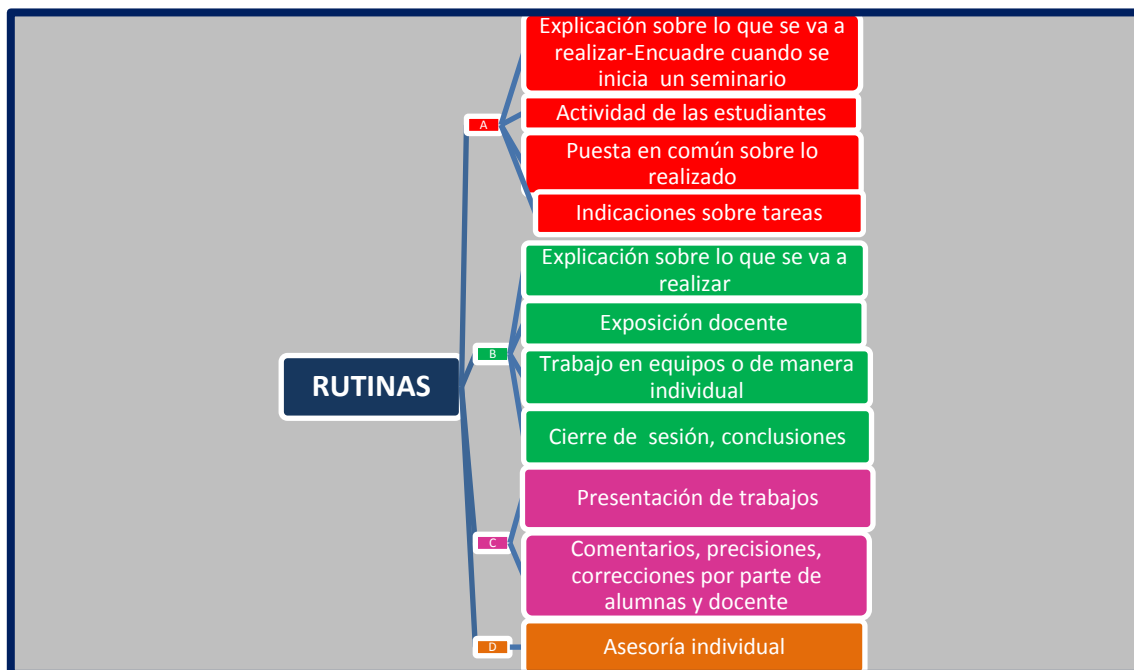 Explicación sobre lo que se va a
realizar-Encuadre cuando se
inicia un seminario
A
Actividad de las estudiantes
Puesta en común sobre lo
realizado
Indicaciones sobre tareas
Explicación sobre lo que se va a
realizar
Exposición docente
B
Trabajo en equipos o de manera
individual
RUTINAS
Cierre de sesión, conclusiones
Presentación de trabajos
C
Comentarios, precisiones,
correcciones por parte de
alumnas y docente
D
Asesoría individual